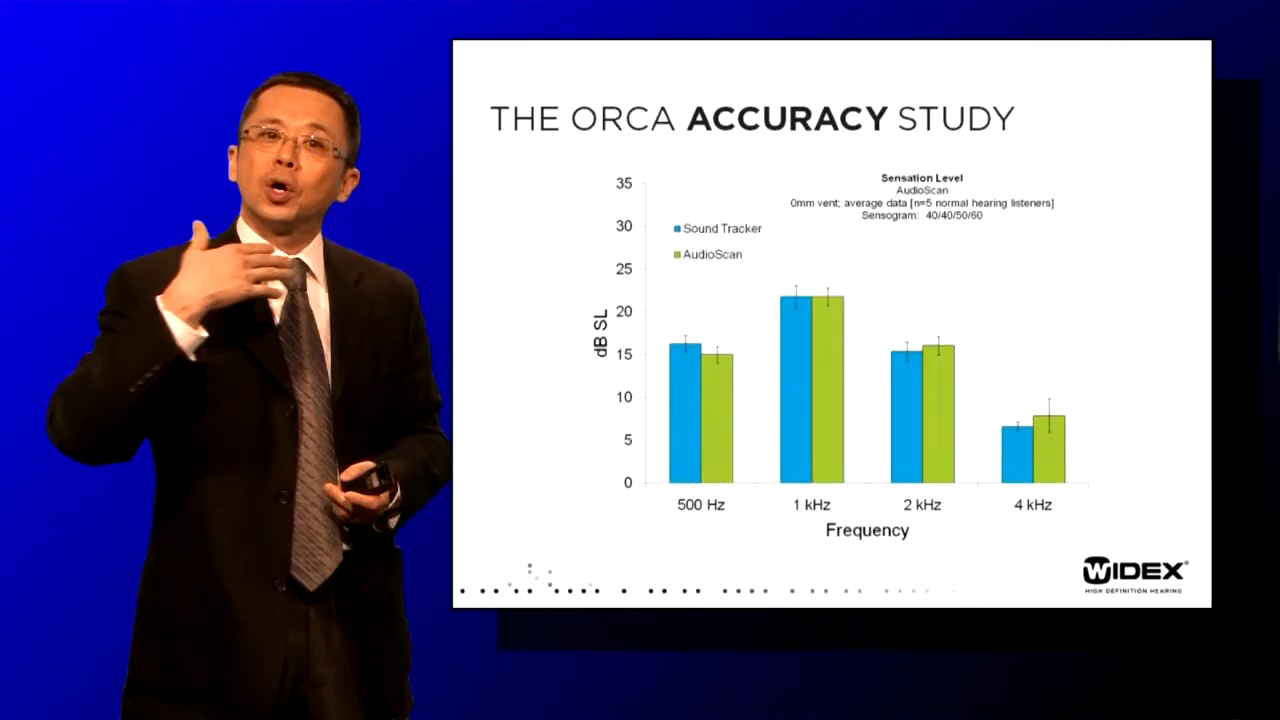 THE ORCA ACCURACY STUDY
Sensation Level
AudioScan
0mm vent; average data [n=5 normal hearing listeners]
Sensogram: 40/40/50/60
Sound Tracker
AudioScan
35
30
25
20
15
10
5
0
dB SL
500 Hz
1 kHz
2 kHz
4 kHz
Frequency
WIDEX®
HIGH DEFINITION HEARING